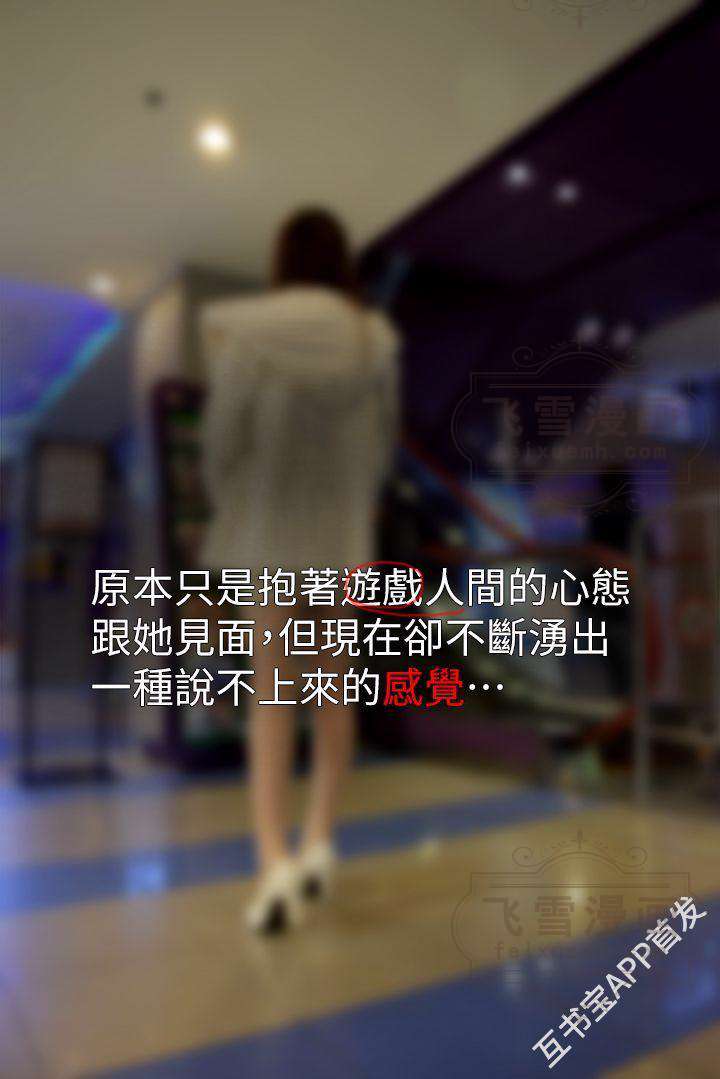 飞雪漫画
feixuemh.com
原本只是抱著遊戲人間的心態
跟她見面，但現在卻不斷湧出
一種說不上來的感覺…
飞雪漫画
互书宝APP首发